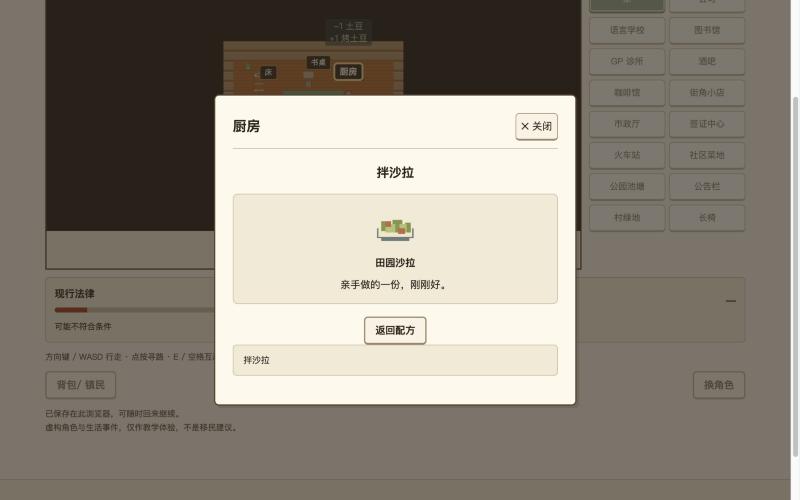 −1 土豆
+1 烤土豆
书桌
床
厨房
语言学校
图书馆
GP 诊所
酒吧
咖啡馆
街角小店
市政厅
签证中心
火车站
社区菜地
公园池塘
公告栏
村绿地
长椅
厨房
× 关闭
拌沙拉
田园沙拉
亲手做的一份，刚刚好。
返回配方
拌沙拉
现行法律
可能不符合条件
方向键 / WASD 行走 · 点按寻路 · E / 空格互
背包/ 镇民
换角色
已保存在此浏览器，可随时回来继续。
虚构角色与生活事件，仅作教学体验，不是移民建议。